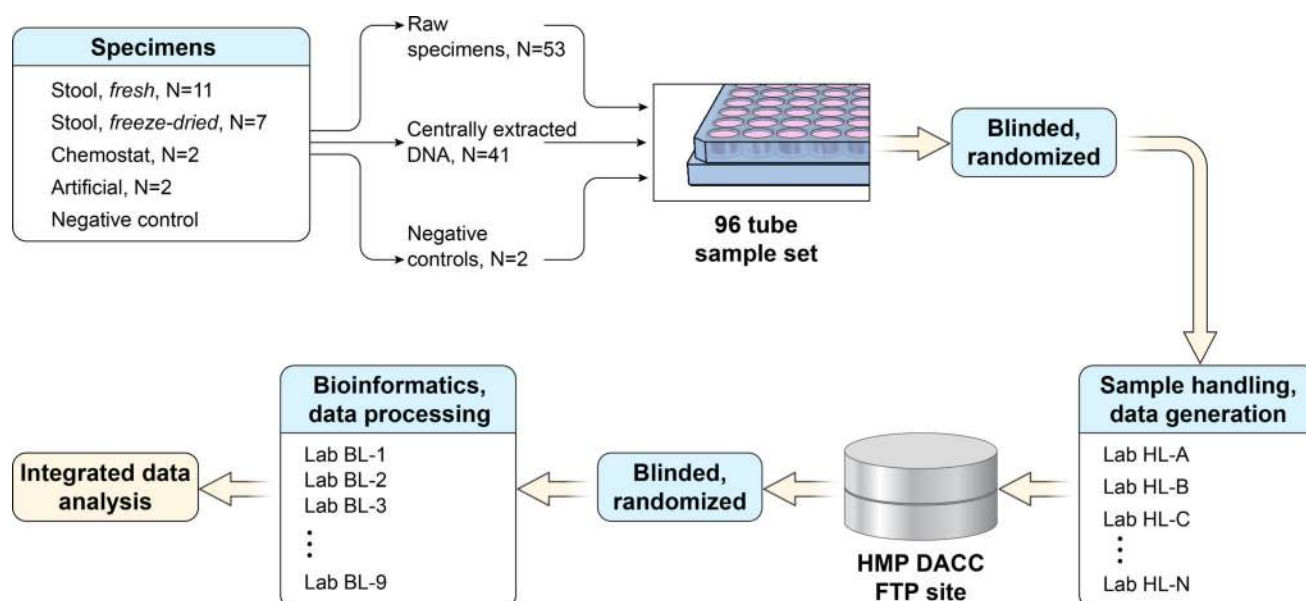 Specimens
Stool, fresh, N=11
Stool, freeze-dried, N=7
Chemostat, N=2
Artificial, N=2
Negative control
Raw
specimens, N=53
Centrally extracted
DNA, N=41
Negative
controls, N=2
96 tube
sample set
Blinded,
randomized
Sample handling,
data generation
Lab HL-A
Lab HL-B
Lab HL-C
Lab HL-N
HMP DACC
FTP site
Blinded,
randomized
Bioinformatics,
data processing
Lab BL-1
Lab BL-2
Lab BL-3
Lab BL-9
Integrated data
analysis